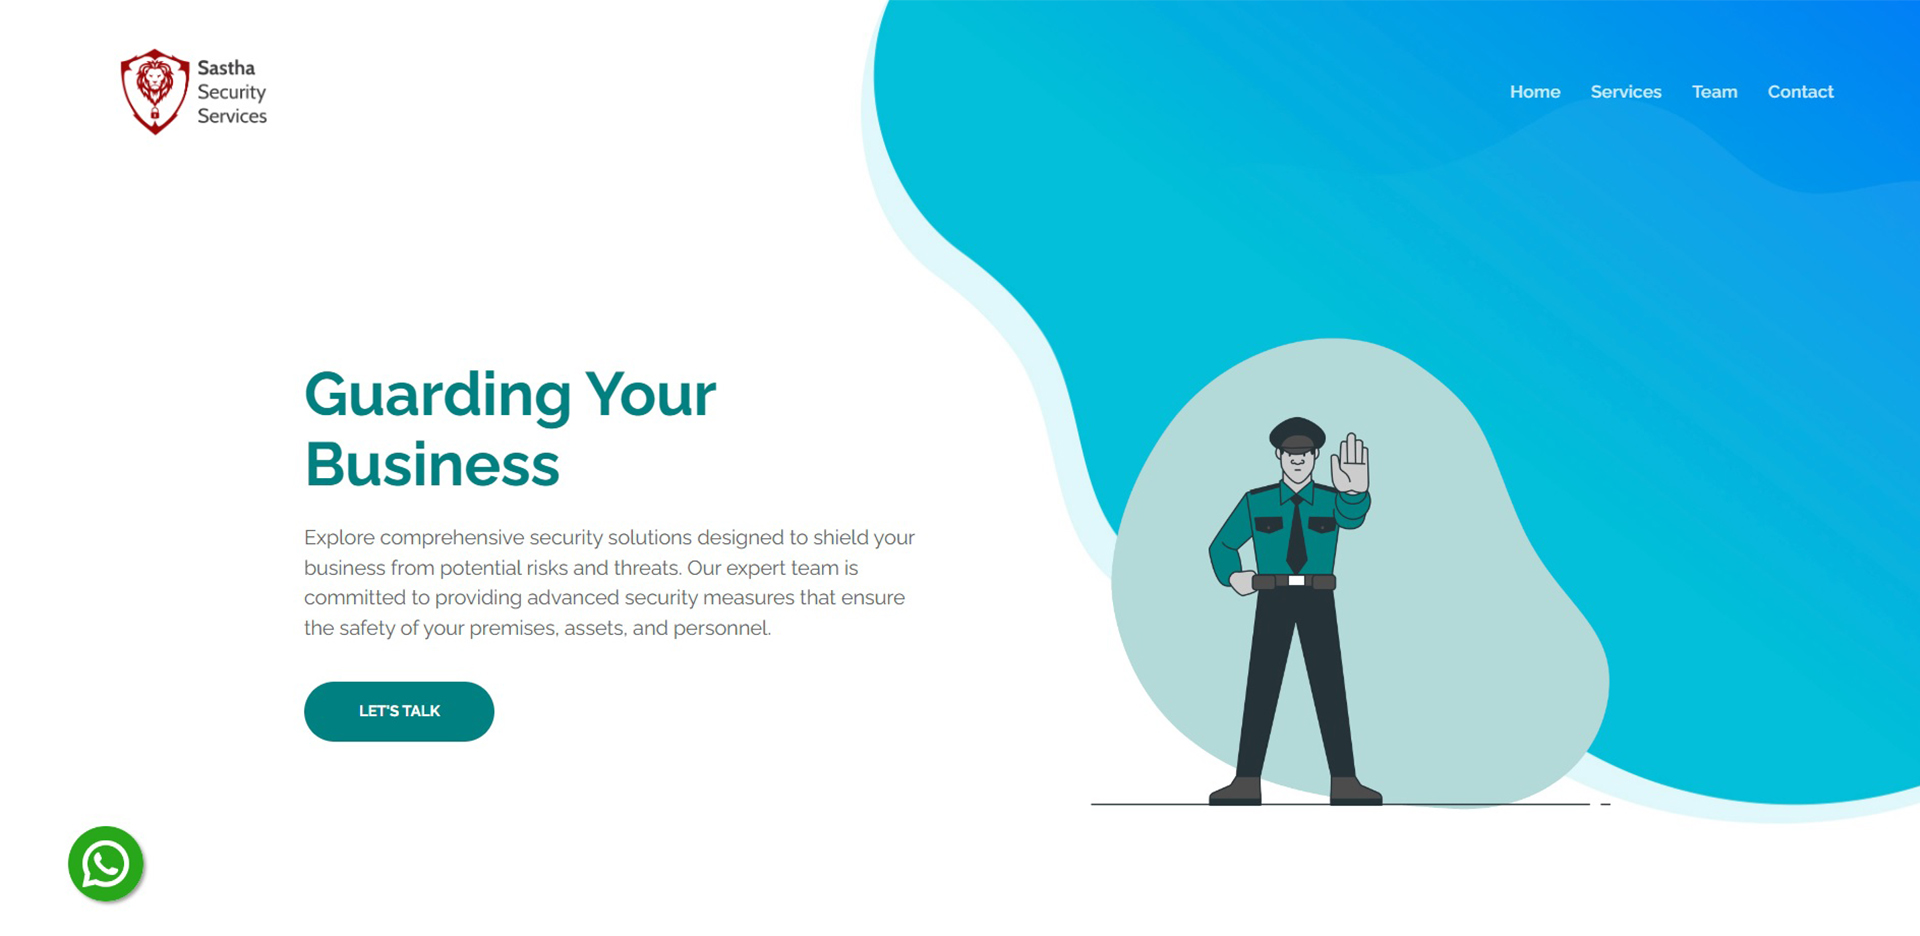 Sastha
Security
Services
Home Services Team Contact
Guarding Your
Business
Explore comprehensive security solutions designed to shield your
business from potential risks and threats. Our expert team is
committed to providing advanced security measures that ensure
the safety of your premises, assets, and personnel.
LET'S TALK